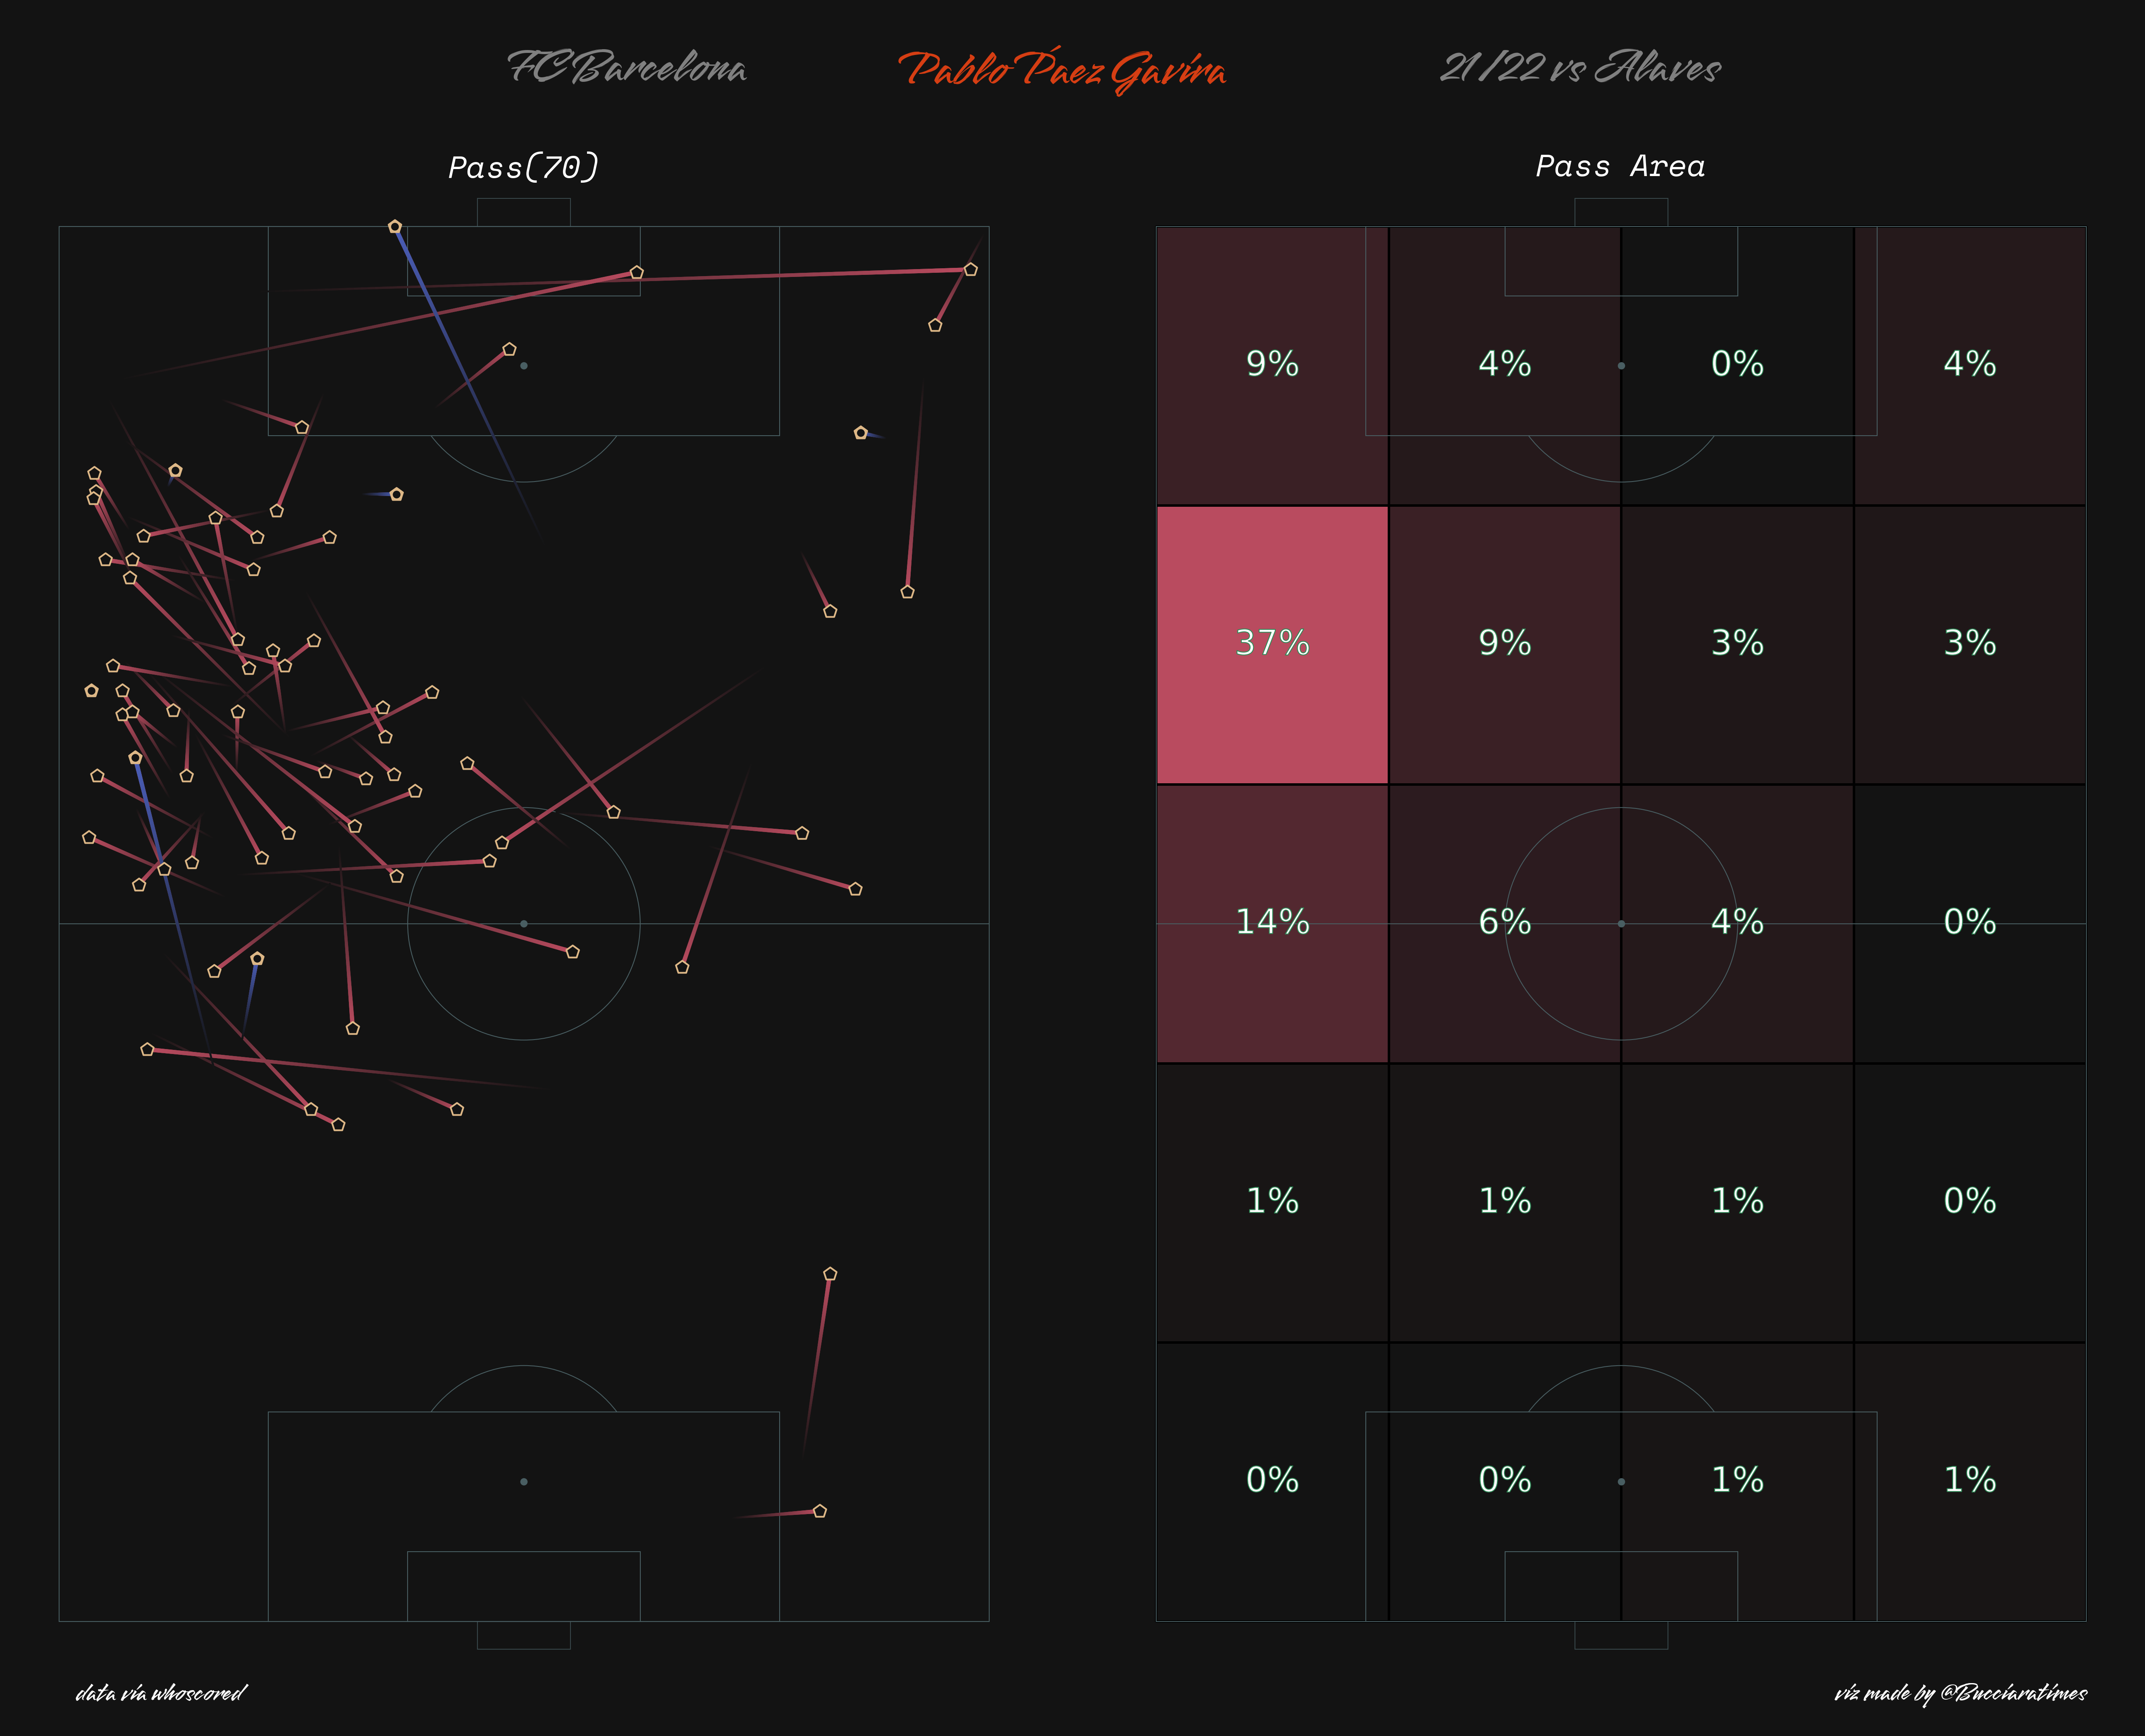 FC Barcelona
Pablo Páez Gavira
21/22 vs Alaves
Pass(70)
Pass Area
9% 4% 0% 4%
37% 9% 3% 3%
14% 6% 4% 0%
1% 1% 1% 0%
0% 0% 1% 1%
data via whoscored
viz made by @Bucciaratimes